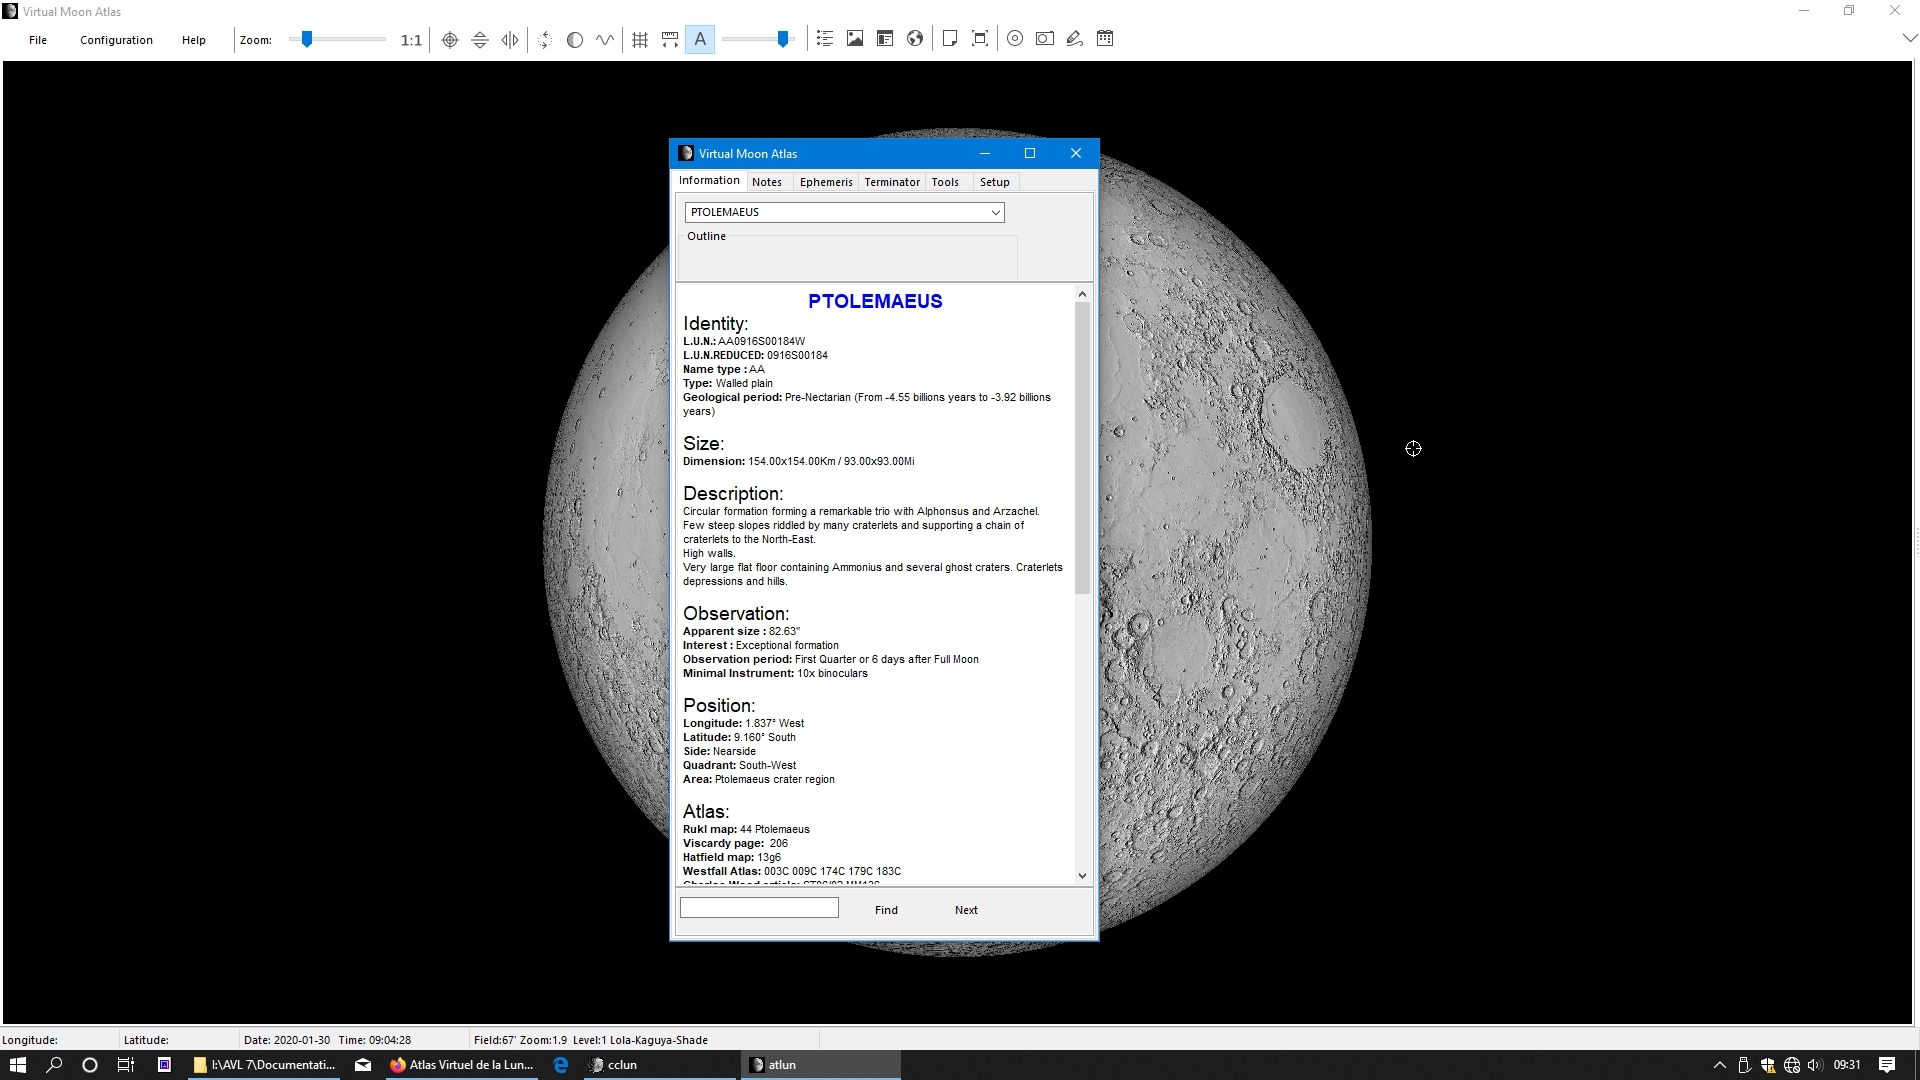 Virtual Moon Atlas
File Configuration Help Zoom: 1:1 A
Virtual Moon Atlas
Information Notes Ephemeris Terminator Tools Setup
PTOLEMAEUS
Outline
PTOLEMAEUS
Identity:
L.U.N.: AA0916S00184W
L.U.N.REDUCED: 0916S00184
Name type : AA
Type: Walled plain
Geological period: Pre-Nectarian (From -4.55 billions years to -3.92 billions
years)
Size:
Dimension: 154.00x154.00Km / 93.00x93.00Mi
Description:
Circular formation forming a remarkable trio with Alphonsus and Arzachel.
Few steep slopes riddled by many craterlets and supporting a chain of
craterlets to the North-East.
High walls.
Very large flat floor containing Ammonius and several ghost craters. Craterlets
depressions and hills.
Observation:
Apparent size : 82.63"
Interest : Exceptional formation
Observation period: First Quarter or 6 days after Full Moon
Minimal Instrument: 10x binoculars
Position:
Longitude: 1.837° West
Latitude: 9.160° South
Side: Nearside
Quadrant: South-West
Area: Ptolemaeus crater region
Atlas:
Rukl map: 44 Ptolemaeus
Viscardy page: 206
Hatfield map: 13g6
Westfall Atlas: 003C 009C 174C 179C 183C
Find Next
Longitude: Latitude: Date: 2020-01-30 Time: 09:04:28 Field:67' Zoom:1.9 Level:1 Lola-Kaguya-Shade
I:\AVL 7\Documentati... Atlas Virtuel de la Lun... cclun atlun 09:31